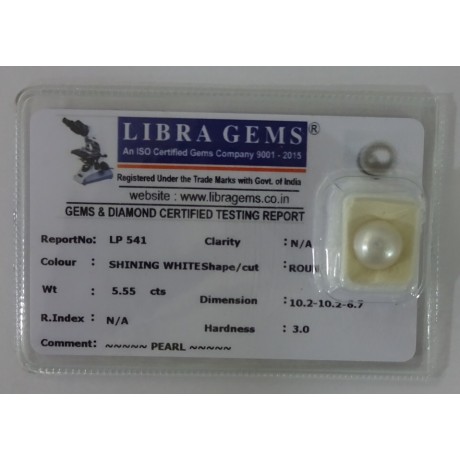 LIBRA GEMS®
An ISO Certified Gems Company 9001 - 2015
Registered Under the Trade Marks with Govt. of India
website : www.libragems.co.in
GEMS & DIAMOND CERTIFIED TESTING REPORT
ReportNo: LP 541 Clarity : N/A
Colour : SHINING WHITE Shape/cut : ROUN
Wt : 5.55 cts Dimension : 10.2-10.2-6.7
R.Index : N/A Hardness : 3.0
Comment: ~~~~~ PEARL ~~~~~